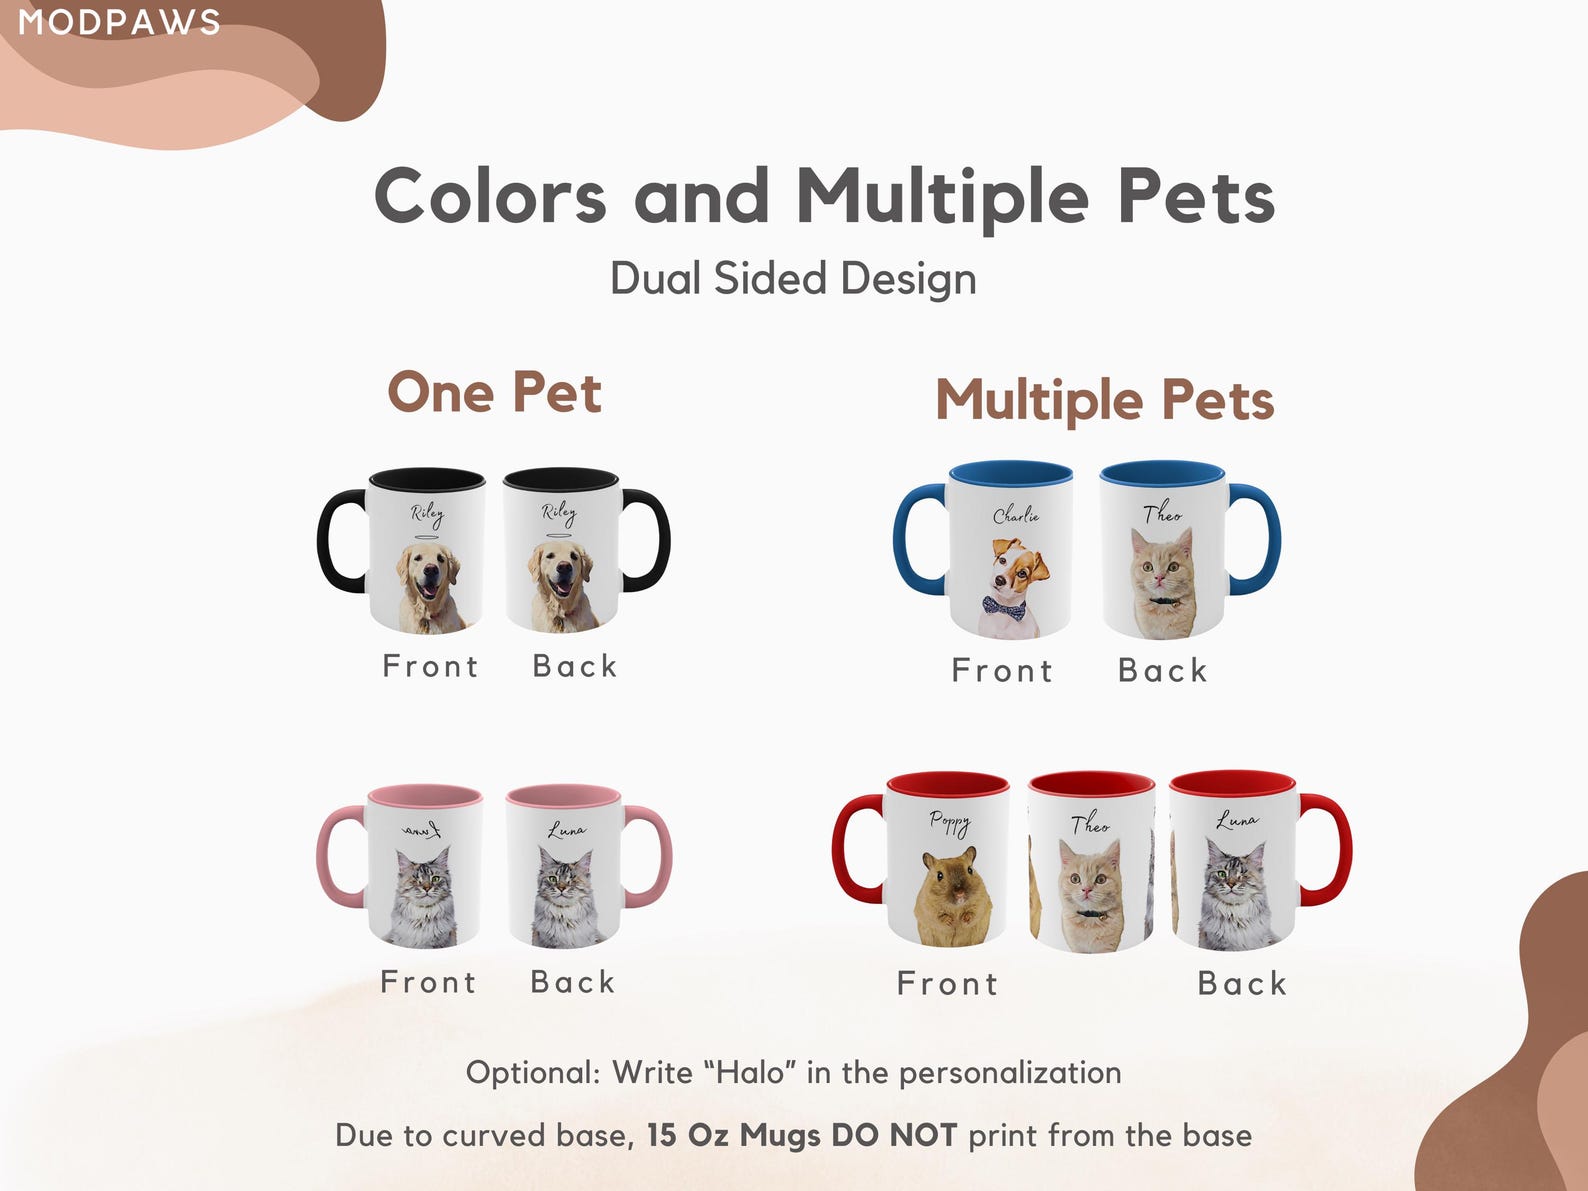 MODPAWS
Colors and Multiple Pets
Dual Sided Design
One Pet
Riley
Riley
Front
Back
Luna
Luna
Front
Back
Multiple Pets
Charlie
Theo
Front
Back
Poppy
Theo
Luna
Front
Back
Optional: Write “Halo” in the personalization
Due to curved base, 15 Oz Mugs DO NOT print from the base